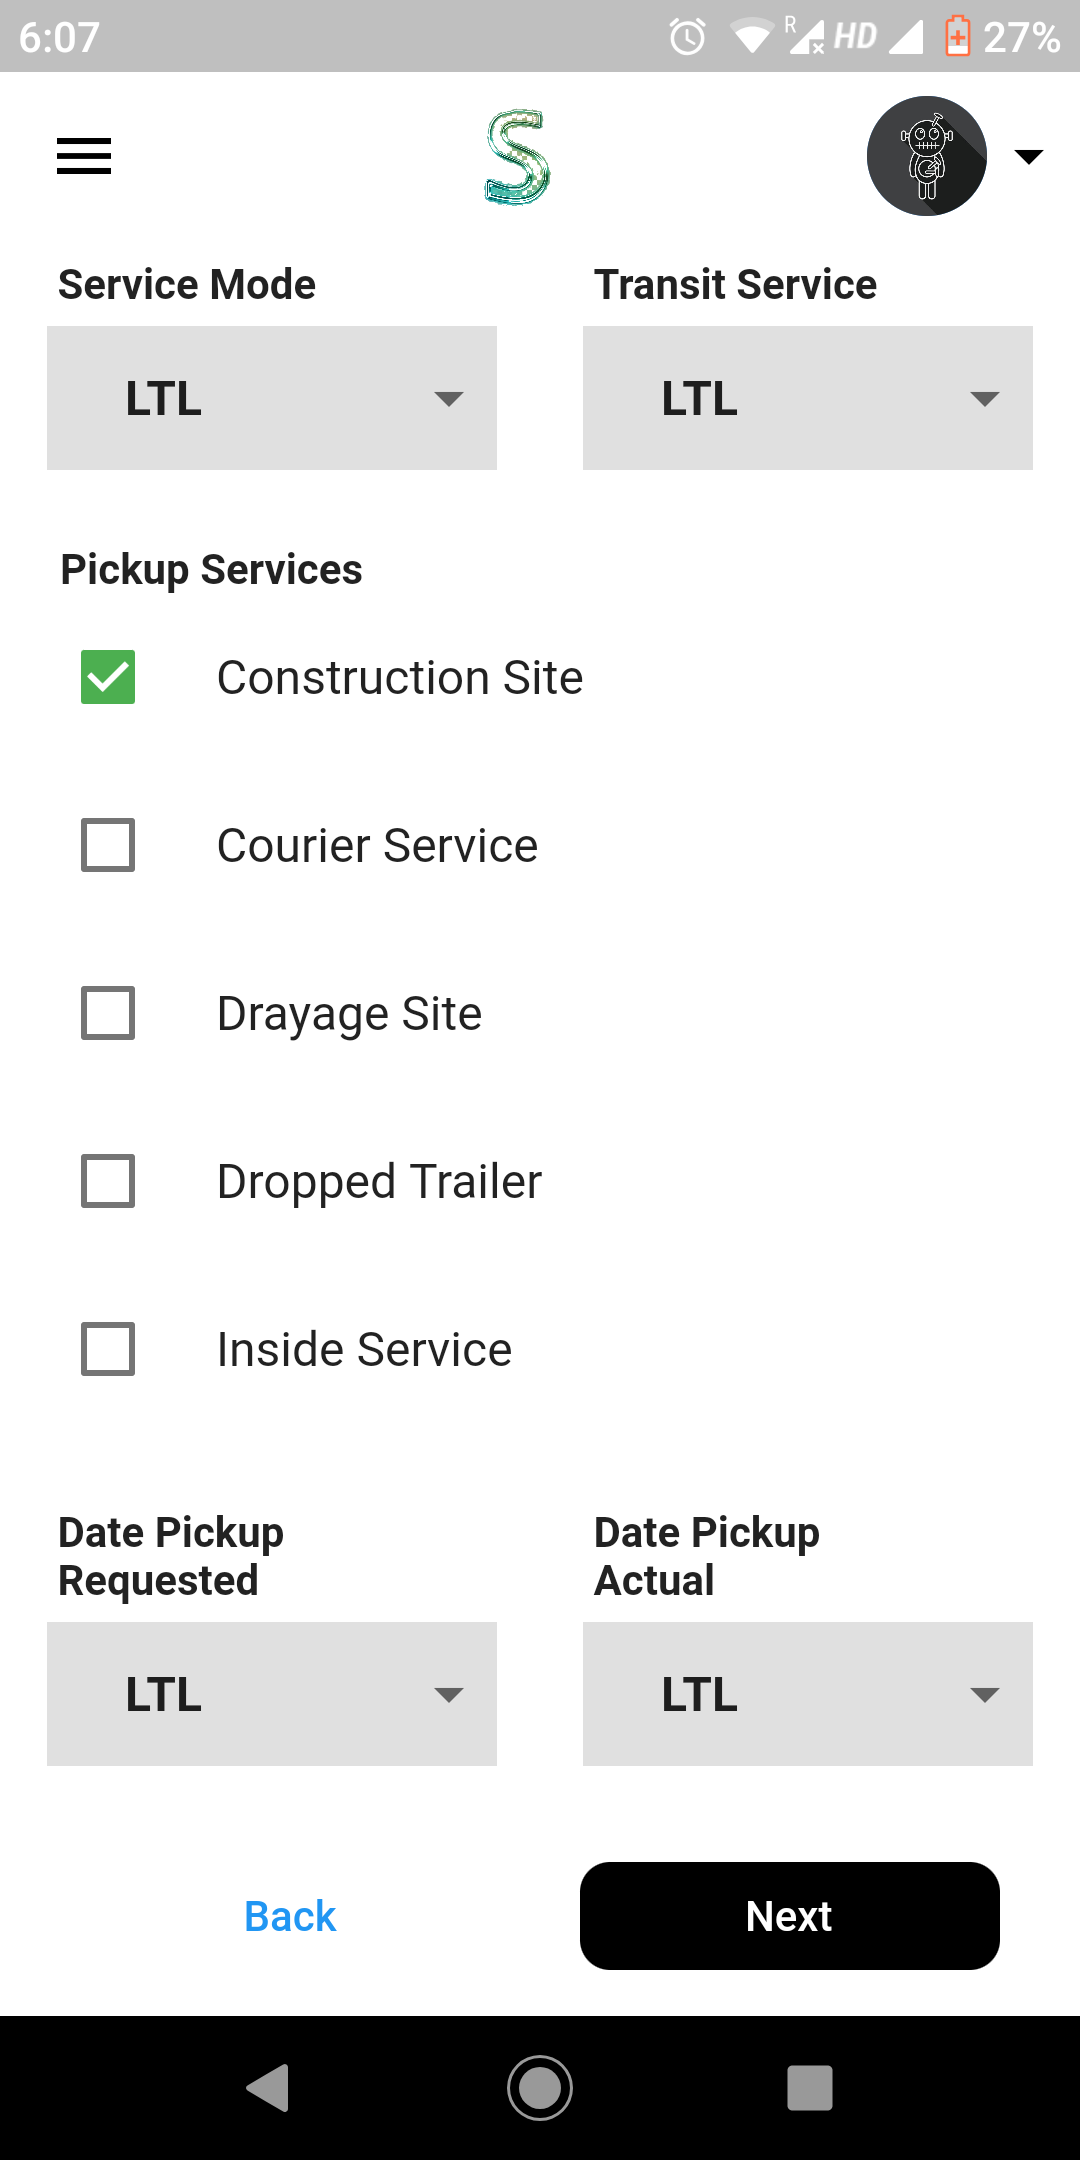 6:07 R HD 27%
S
Service Mode Transit Service
LTL LTL
Pickup Services
Construction Site
Courier Service
Drayage Site
Dropped Trailer
Inside Service
Date Pickup Date Pickup
Requested Actual
LTL LTL
Back Next